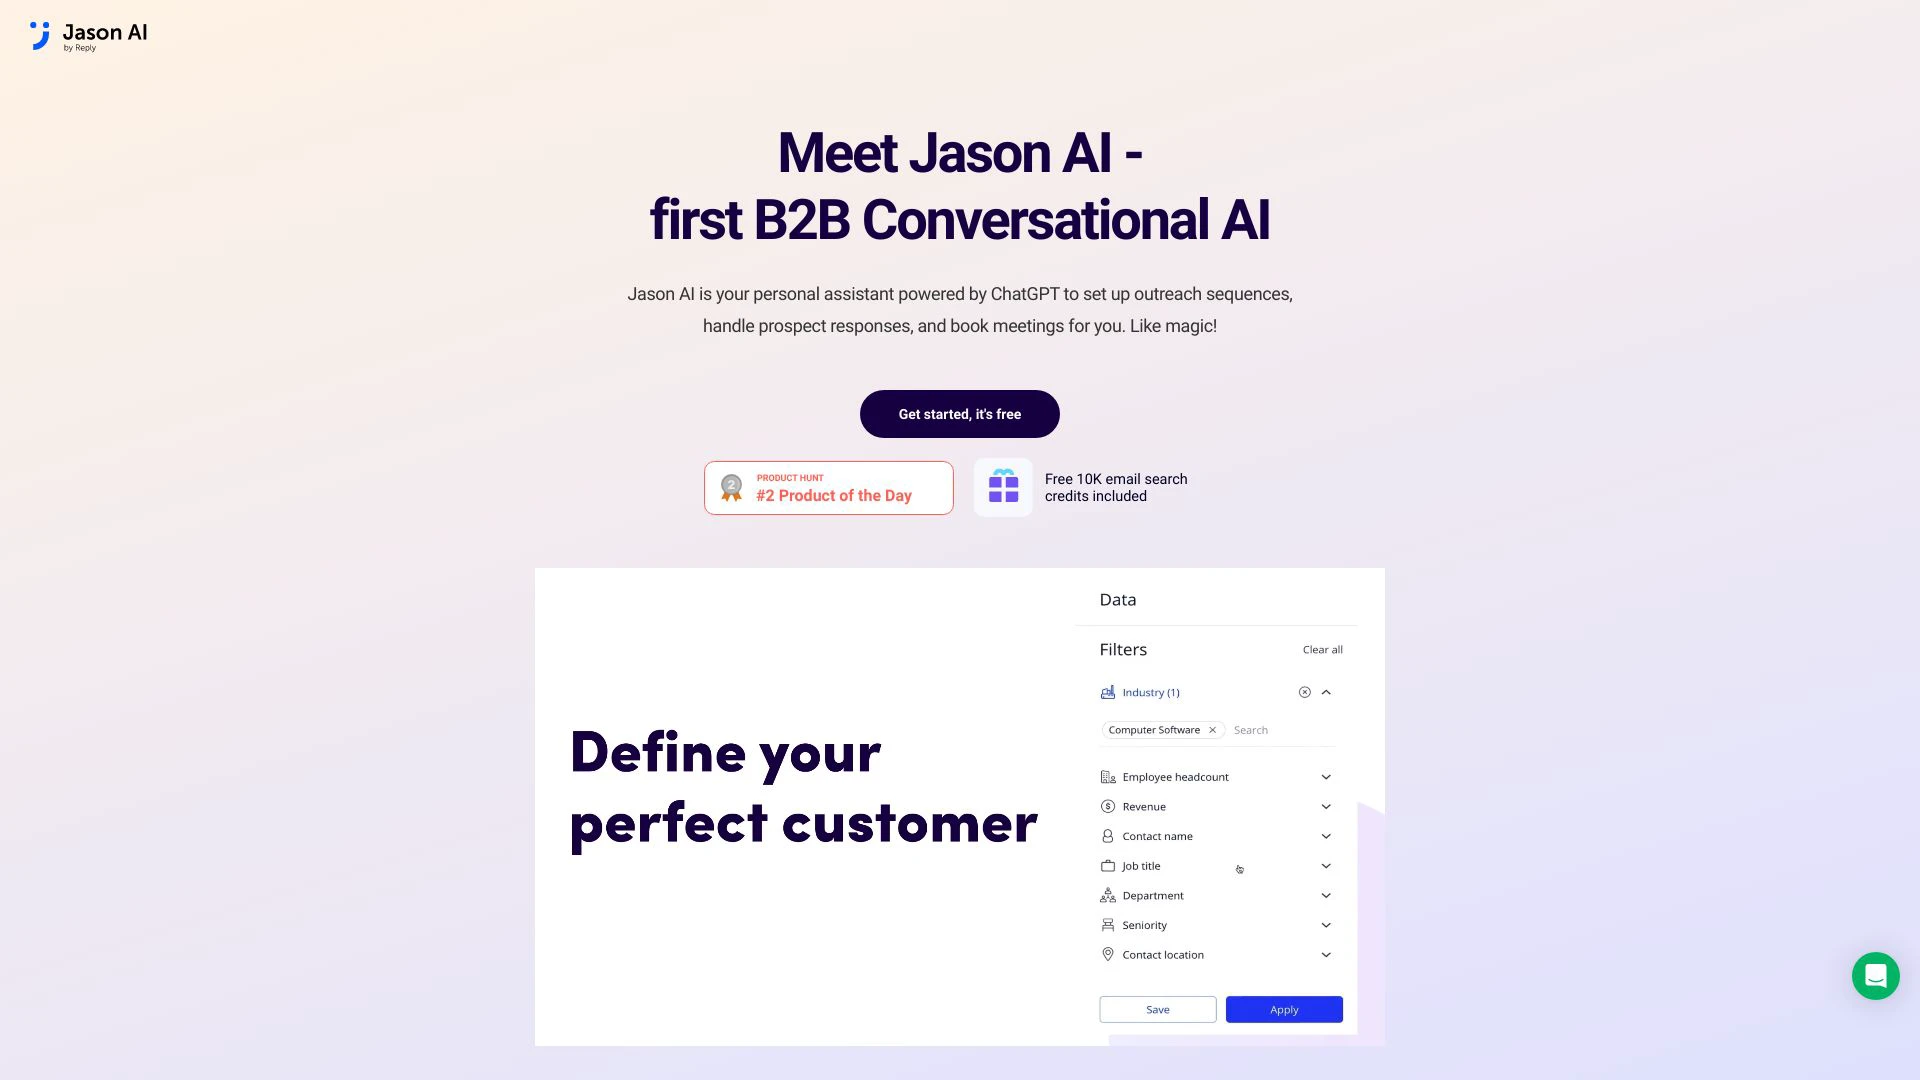 Jason AI
by Reply
Meet Jason AI -
first B2B Conversational AI
Jason AI is your personal assistant powered by ChatGPT to set up outreach sequences,
handle prospect responses, and book meetings for you. Like magic!
Get started, it's free
2
PRODUCT HUNT
#2 Product of the Day
Free 10K email search
credits included
Define your
perfect customer
Data
Filters
Clear all
Industry (1)
Computer Software
Search
Employee headcount
Revenue
Contact name
Job title
Department
Seniority
Contact location
Save
Apply